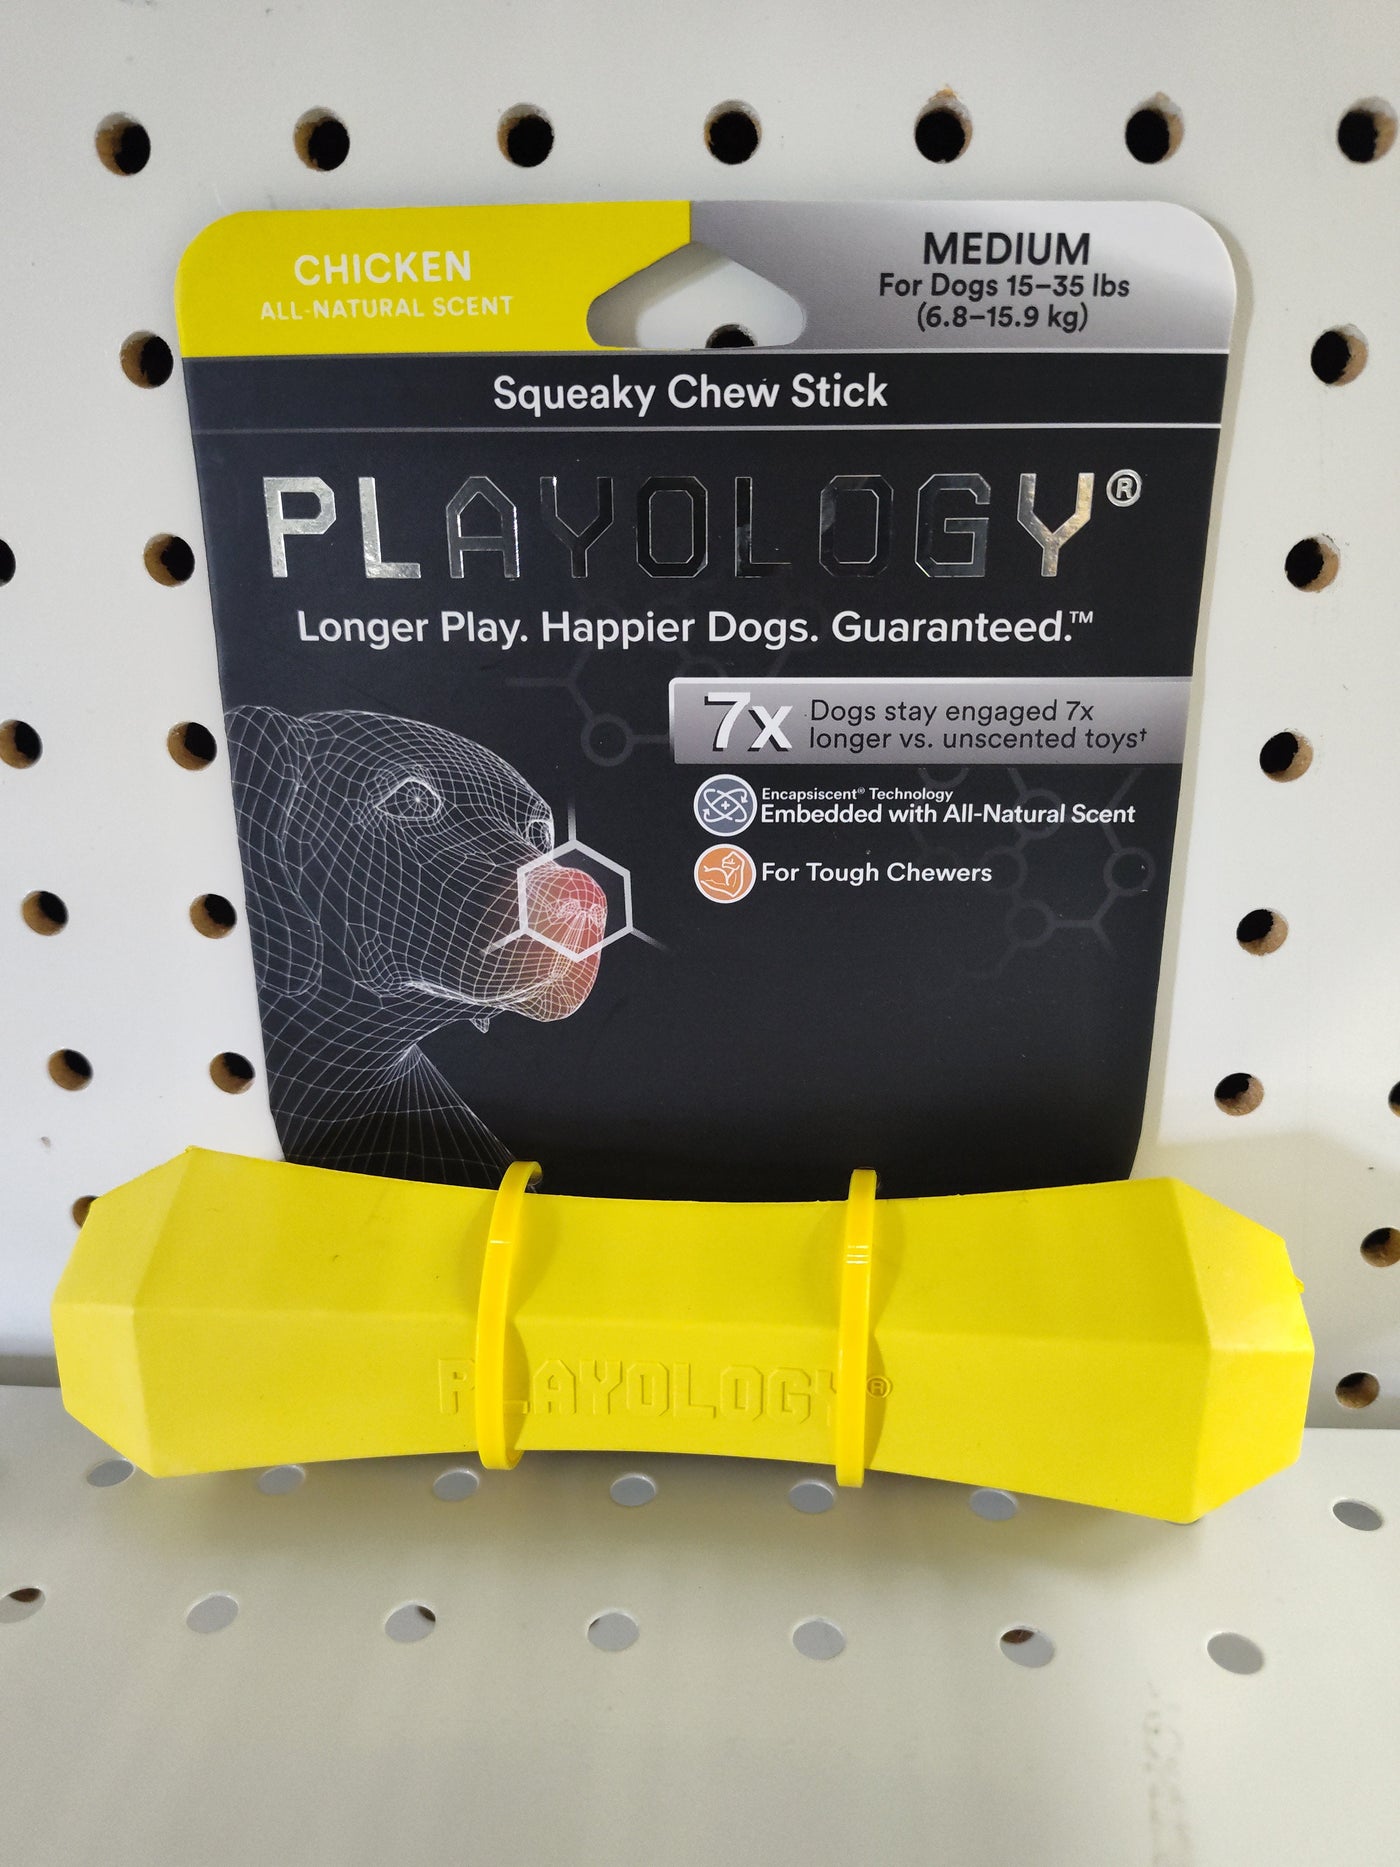 CHICKEN
ALL-NATURAL SCENT
MEDIUM
For Dogs 15–35 lbs
(6.8–15.9 kg)
Squeaky Chew Stick
PLAYOLOGY®
Longer Play. Happier Dogs. Guaranteed.™
7x
Dogs stay engaged 7x
longer vs. unscented toys†
Encapsiscent® Technology
Embedded with All-Natural Scent
For Tough Chewers
PLAYOLOGY®